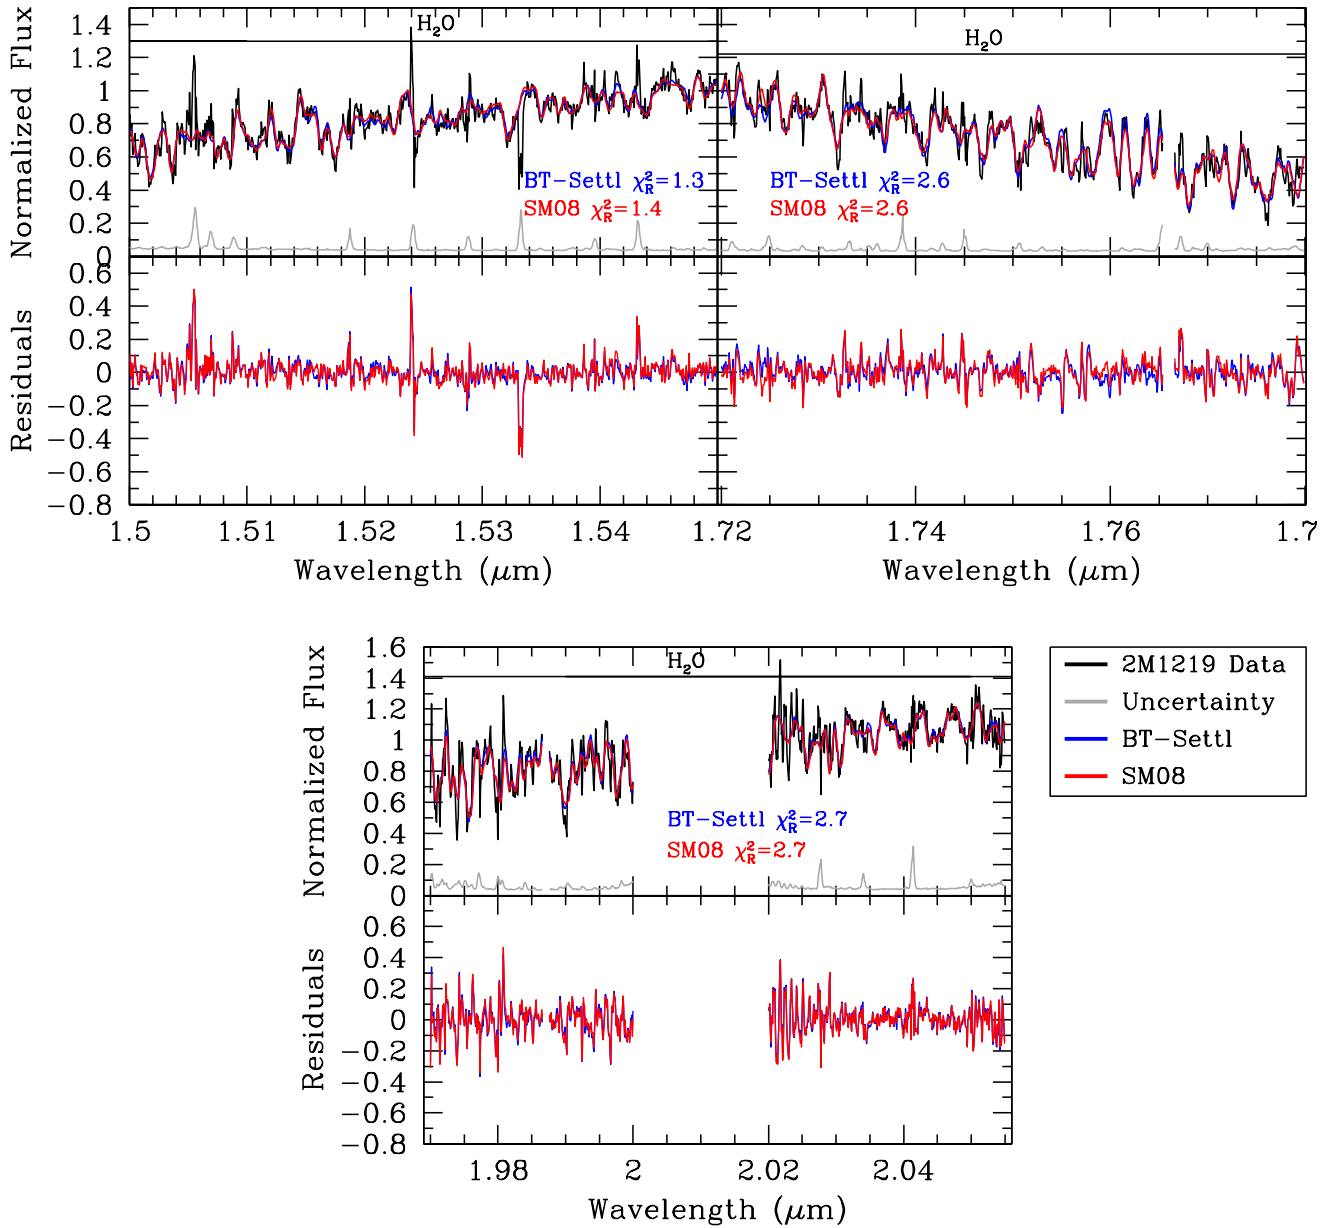 Normalized Flux
1.4
1.2
1
0.8
0.6
0.4
0.2
0
H₂O
BT-Settl χ²_R=1.3
SM08 χ²_R=1.4
H₂O
BT-Settl χ²_R=2.6
SM08 χ²_R=2.6
Residuals
0.6
0.4
0.2
0
-0.2
-0.4
-0.6
-0.8
1.5 1.51 1.52 1.53 1.54 1.72 1.74 1.76 1.7
Wavelength (μm) Wavelength (μm)
Normalized Flux
1.6
1.4
1.2
1
0.8
0.6
0.4
0.2
0
H₂O
BT-Settl χ²_R=2.7
SM08 χ²_R=2.7
2M1219 Data
Uncertainty
BT-Settl
SM08
Residuals
0.6
0.4
0.2
0
-0.2
-0.4
-0.6
-0.8
1.98 2 2.02 2.04
Wavelength (μm)